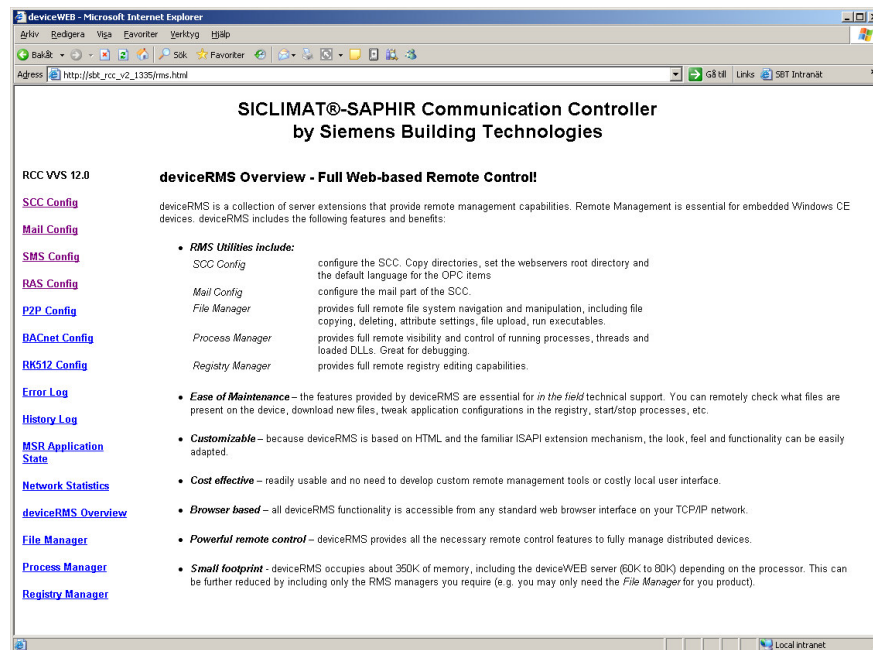 deviceWEB - Microsoft Internet Explorer
Arkiv Redigera Visa Favoriter Verktyg Hjälp
Bakåt Sök Favoriter
Adress http://sbt_rcc_v2_1335/rms.html Gå till Links SBT Intranät
SICLIMAT®-SAPHIR Communication Controller
by Siemens Building Technologies
RCC VVS 12.0
SCC Config
Mail Config
SMS Config
RAS Config
P2P Config
BACnet Config
RK512 Config
Error Log
History Log
MSR Application
State
Network Statistics
deviceRMS Overview
File Manager
Process Manager
Registry Manager
deviceRMS Overview - Full Web-based Remote Control!
deviceRMS is a collection of server extensions that provide remote management capabilities. Remote Management is essential for embedded Windows CE
devices. deviceRMS includes the following features and benefits:
• RMS Utilities include:
SCC Config configure the SCC. Copy directories, set the webservers root directory and
the default language for the OPC items
Mail Config configure the mail part of the SCC.
File Manager provides full remote file system navigation and manipulation, including file
copying, deleting, attribute settings, file upload, run executables.
Process Manager provides full remote visibility and control of running processes, threads and
loaded DLLs. Great for debugging.
Registry Manager provides full remote registry editing capabilities.
• Ease of Maintenance – the features provided by deviceRMS are essential for in the field technical support. You can remotely check what files are
present on the device, download new files, tweak application configurations in the registry, start/stop processes, etc.
• Customizable – because deviceRMS is based on HTML and the familiar ISAPI extension mechanism, the look, feel and functionality can be easily
adapted.
• Cost effective – readily usable and no need to develop custom remote management tools or costly local user interface.
• Browser based – all deviceRMS functionality is accessible from any standard web browser interface on your TCP/IP network.
• Powerful remote control – deviceRMS provides all the necessary remote control features to fully manage distributed devices.
• Small footprint - deviceRMS occupies about 350K of memory, including the deviceWEB server (60K to 80K) depending on the processor. This can
be further reduced by including only the RMS managers you require (e.g. you may only need the File Manager for you product).
Local intranet